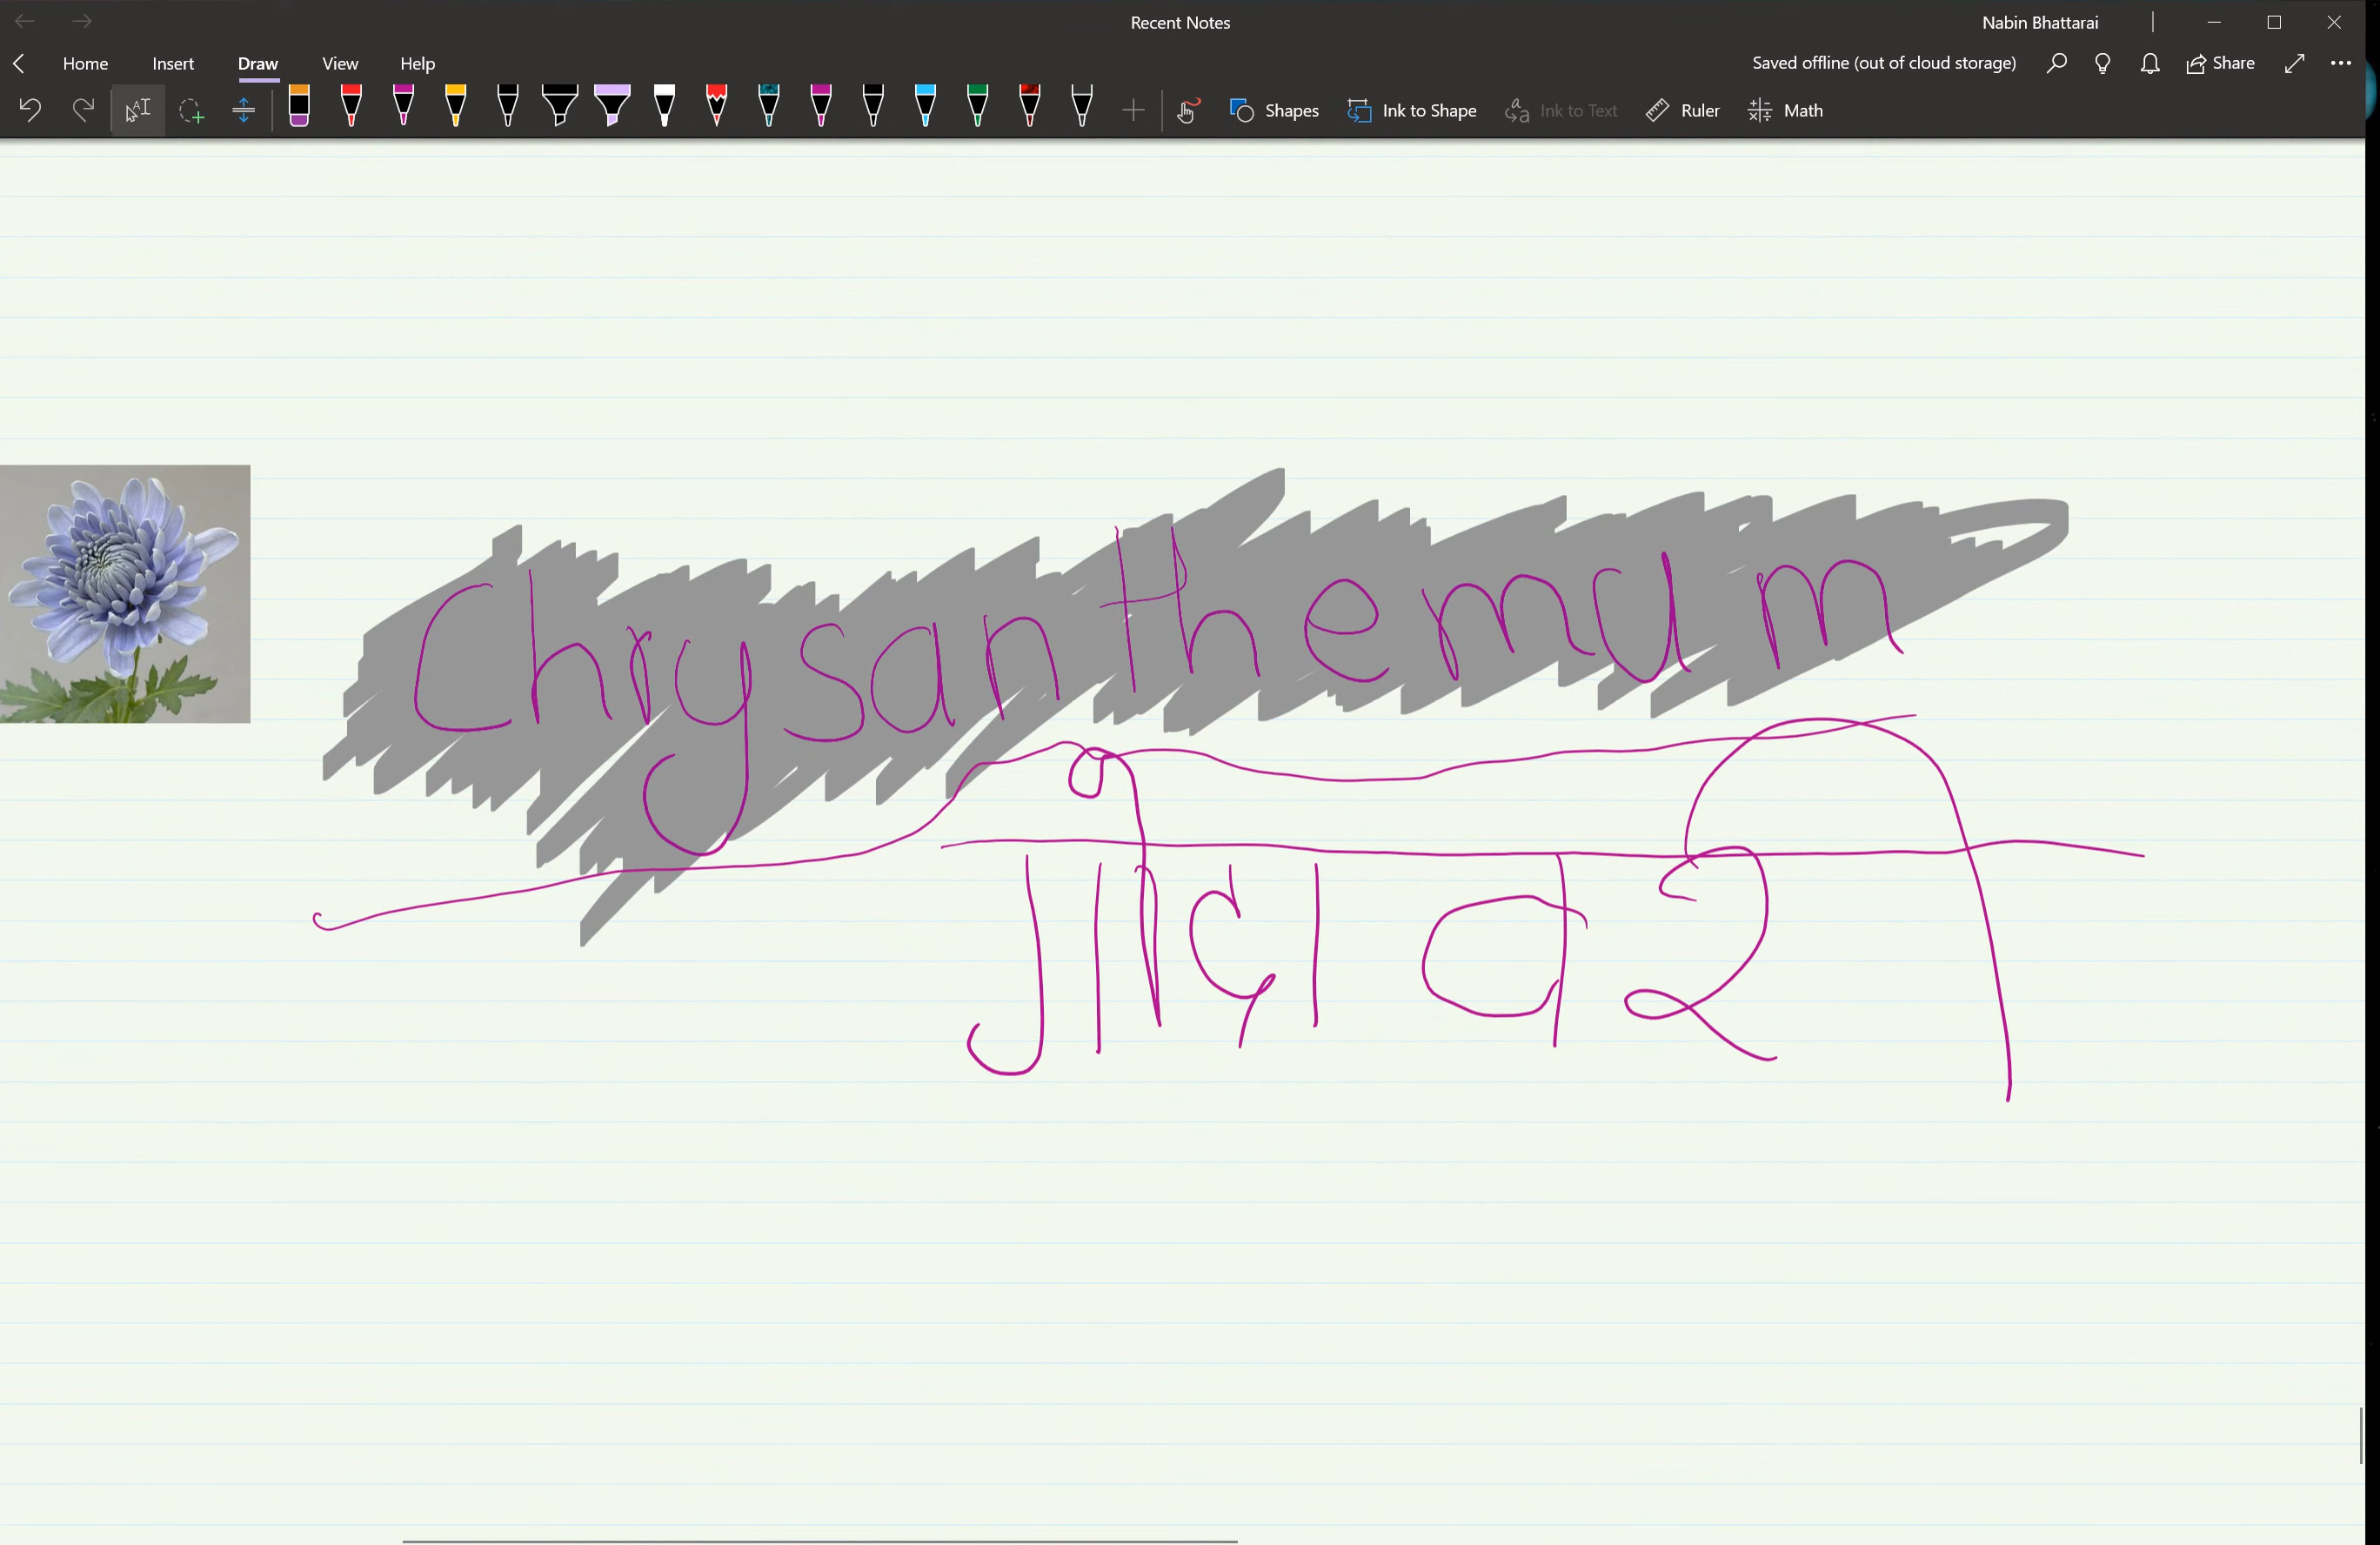 Recent Notes Nabin Bhattarai
Home Insert Draw View Help Saved offline (out of cloud storage) Share
Shapes Ink to Shape Ink to Text Ruler Math
Chrysanthemum
गोदावरी